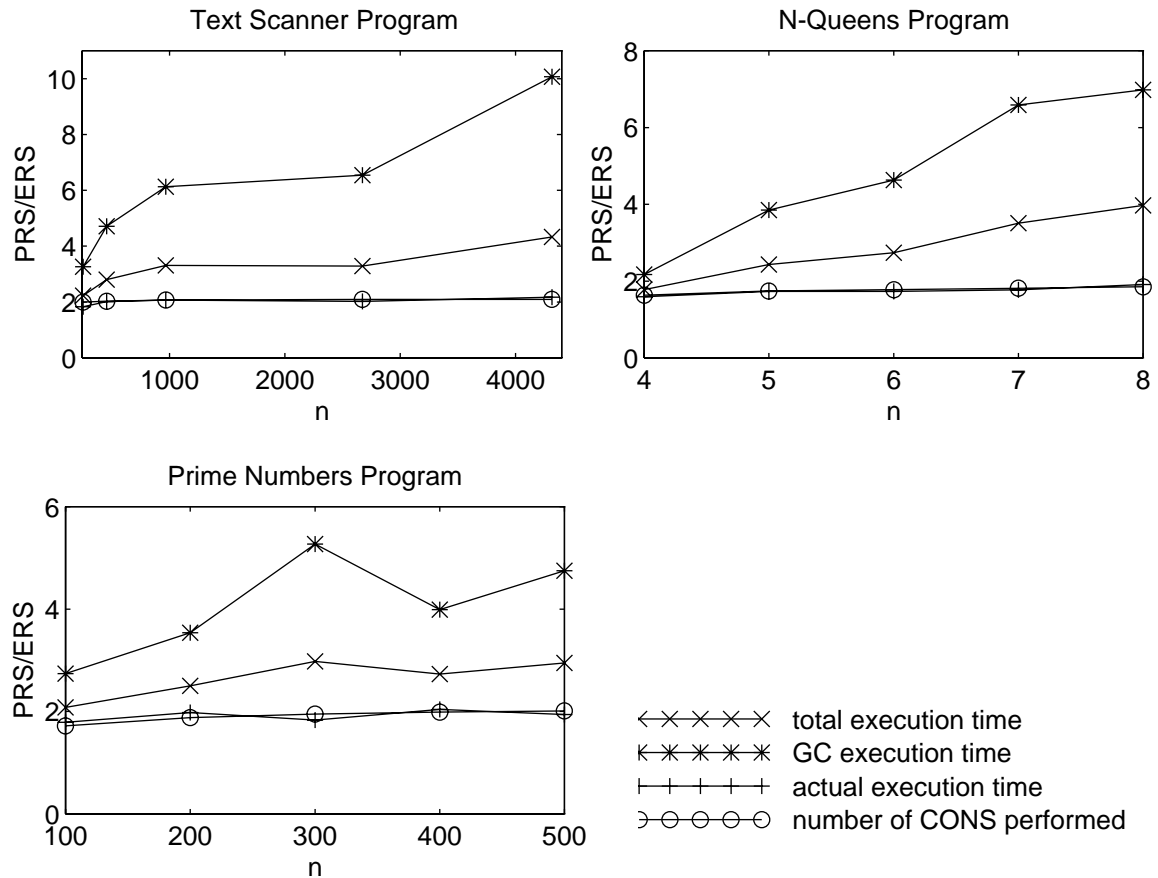 Text Scanner Program
PRS/ERS
10
8
6
4
2
0
1000 2000 3000 4000
n
N-Queens Program
PRS/ERS
8
6
4
2
0
4 5 6 7 8
n
Prime Numbers Program
PRS/ERS
6
4
2
0
100 200 300 400 500
n
total execution time
GC execution time
actual execution time
number of CONS performed